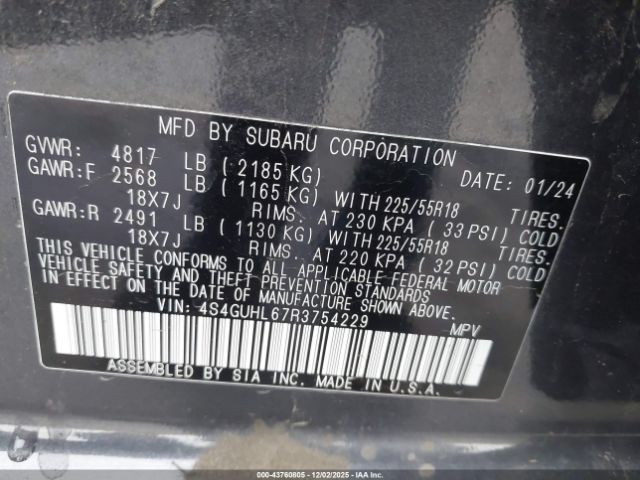 MFD BY SUBARU CORPORATION DATE: 01/24
GVWR: 4817 LB ( 2185 KG)
GAWR:F 2568 LB ( 1165 KG) WITH 225/55R18 TIRES.
18X7J RIMS. AT 230 KPA ( 33 PSI) COLD
GAWR:R 2491 LB ( 1130 KG) WITH 225/55R18 TIRES.
18X7J RIMS. AT 220 KPA ( 32 PSI) COLD
THIS VEHICLE CONFORMS TO ALL APPLICABLE FEDERAL MOTOR
VEHICLE SAFETY AND THEFT PREVENTION STANDARDS
IN EFFECT ON THE DATE OF MANUFACTURE SHOWN ABOVE.
VIN: 4S4GUHL67R3754229 MPV
ASSEMBLED BY SIA INC. MADE IN U.S.A.
000-43760805 12/02/2025 COPART